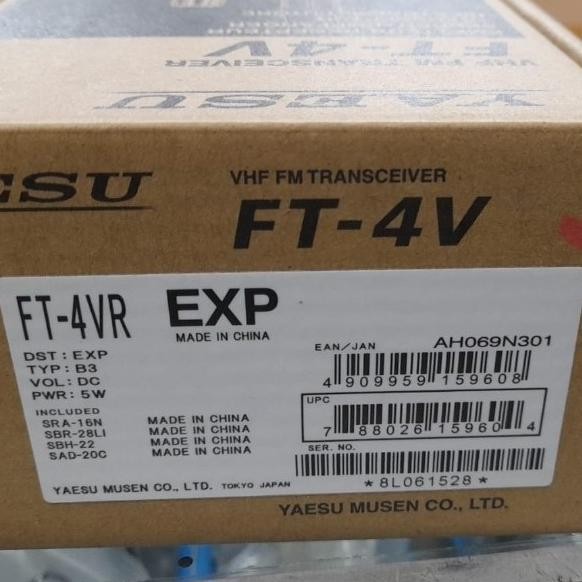 FT-4V
VHF FM TRANSCEIVER
YAESU
ESU
VHF FM TRANSCEIVER
FT-4V
FT-4VR EXP
MADE IN CHINA
DST : EXP
TYP : B3
VOL : DC
PWR : 5W
EAN/JAN AH069N301
4 909959 159608
UPC
7 88026 15960 4
INCLUDED
SRA-16N MADE IN CHINA
SBR-28LI MADE IN CHINA
SBH-22 MADE IN CHINA
SAD-20C MADE IN CHINA
SER. NO.
*8L061528*
YAESU MUSEN CO., LTD. TOKYO JAPAN
YAESU MUSEN CO., LTD.